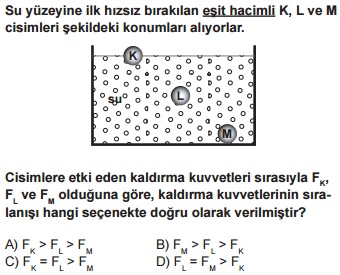 Su yüzeyine ilk hızsız bırakılan eşit hacimli K, L ve M
cisimleri şekildeki konumları alıyorlar.
K
su
L
M
Cisimlere etki eden kaldırma kuvvetleri sırasıyla FK,
FL ve FM olduğuna göre, kaldırma kuvvetlerinin sıra-
lanışı hangi seçenekte doğru olarak verilmiştir?
A) FK > FL > FM B) FM > FL > FK
C) FK = FL > FM D) FL = FM > FK